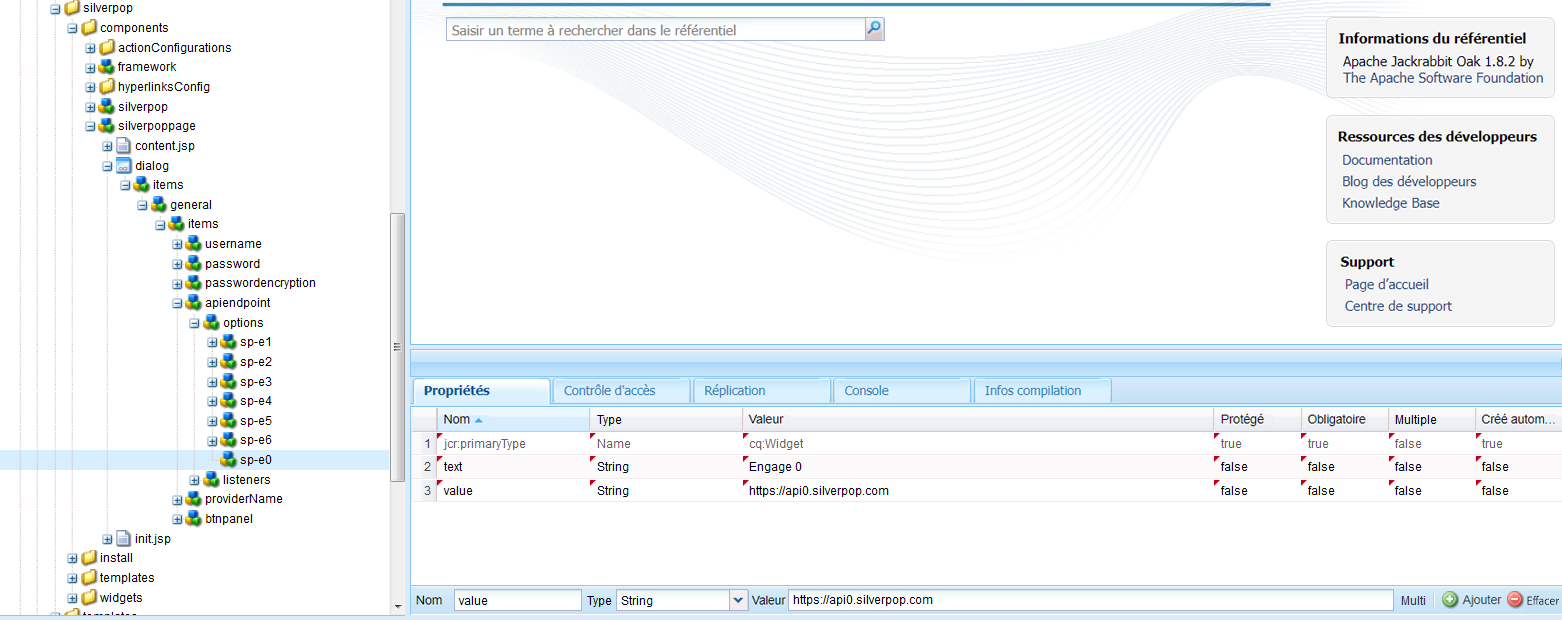 silverpop
components
actionConfigurations
framework
hyperlinksConfig
silverpop
silverpoppage
content.jsp
dialog
items
general
items
username
password
passwordencryption
apiendpoint
options
sp-e1
sp-e2
sp-e3
sp-e4
sp-e5
sp-e6
sp-e0
listeners
providerName
btnpanel
init.jsp
install
templates
widgets
templates
Saisir un terme à rechercher dans le référentiel
Informations du référentiel
Apache Jackrabbit Oak 1.8.2 by
The Apache Software Foundation
Ressources des développeurs
Documentation
Blog des développeurs
Knowledge Base
Support
Page d'accueil
Centre de support
Propriétés Contrôle d'accès Réplication Console Infos compilation
Nom Type Valeur Protégé Obligatoire Multiple Créé autom...
1 jcr:primaryType Name cq:Widget true true false true
2 text String Engage 0 false false false false
3 value String https://api0.silverpop.com false false false false
Nom value Type String Valeur https://api0.silverpop.com Multi Ajouter Effacer